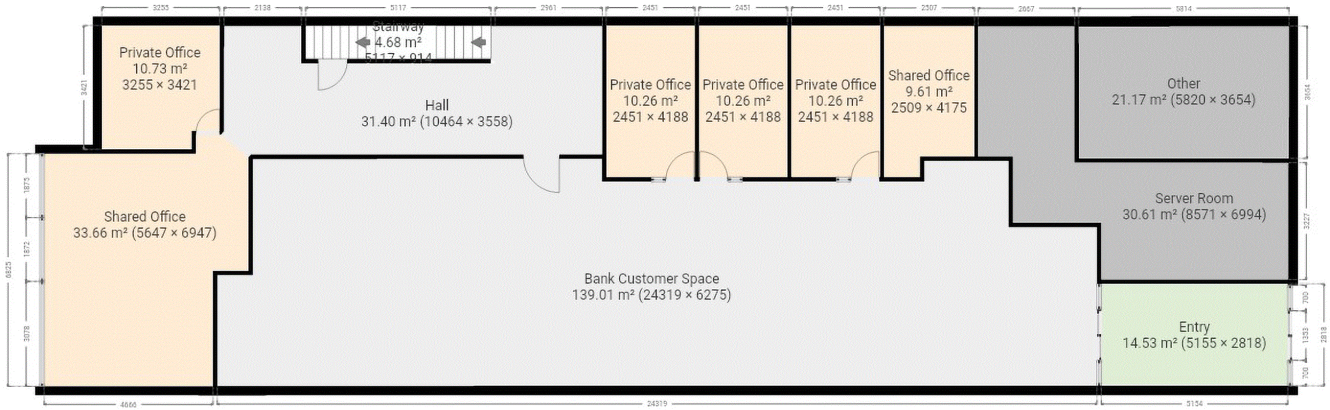 3255
2138
5117
2961
2451
2451
2451
2307
2667
5814
Private Office
10.73 m²
3255 × 3421
3421
Stairway
4.68 m²
5117 × 914
Hall
31.40 m² (10464 × 3558)
Private Office
10.26 m²
2451 × 4188
Private Office
10.26 m²
2451 × 4188
Private Office
10.26 m²
2451 × 4188
Shared Office
9.61 m²
2509 × 4175
Other
21.17 m² (5820 × 3654)
3654
Shared Office
33.66 m² (5647 × 6947)
1875
1872
3078
6825
Server Room
30.61 m² (8571 × 6994)
3227
Bank Customer Space
139.01 m² (24319 × 6275)
Entry
14.53 m² (5155 × 2818)
700
1353
700
2818
4666
24319
5154